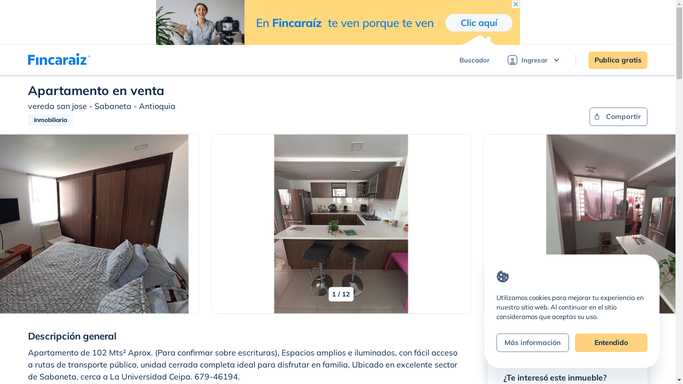 En Fincaraíz te ven porque te ven
Clic aquí
Fincaraíz
Buscador
Ingresar
Publica gratis
Apartamento en venta
vereda san jose - Sabaneta - Antioquia
Inmobiliaria
Compartir
1 / 12
Utilizamos cookies para mejorar tu experiencia en
nuestro sitio web. Al continuar en el sitio
consideramos que aceptas su uso.
Más información
Entendido
Descripción general
Apartamento de 102 Mts² Aprox. (Para confirmar sobre escrituras), Espacios amplios e iluminados, con fácil acceso
a rutas de transporte público, unidad cerrada completa ideal para disfrutar en familia, Ubicado en excelente sector
de Sabaneta, cerca a La Universidad Ceipa. 679-46194.
¿Te interesó este inmueble?